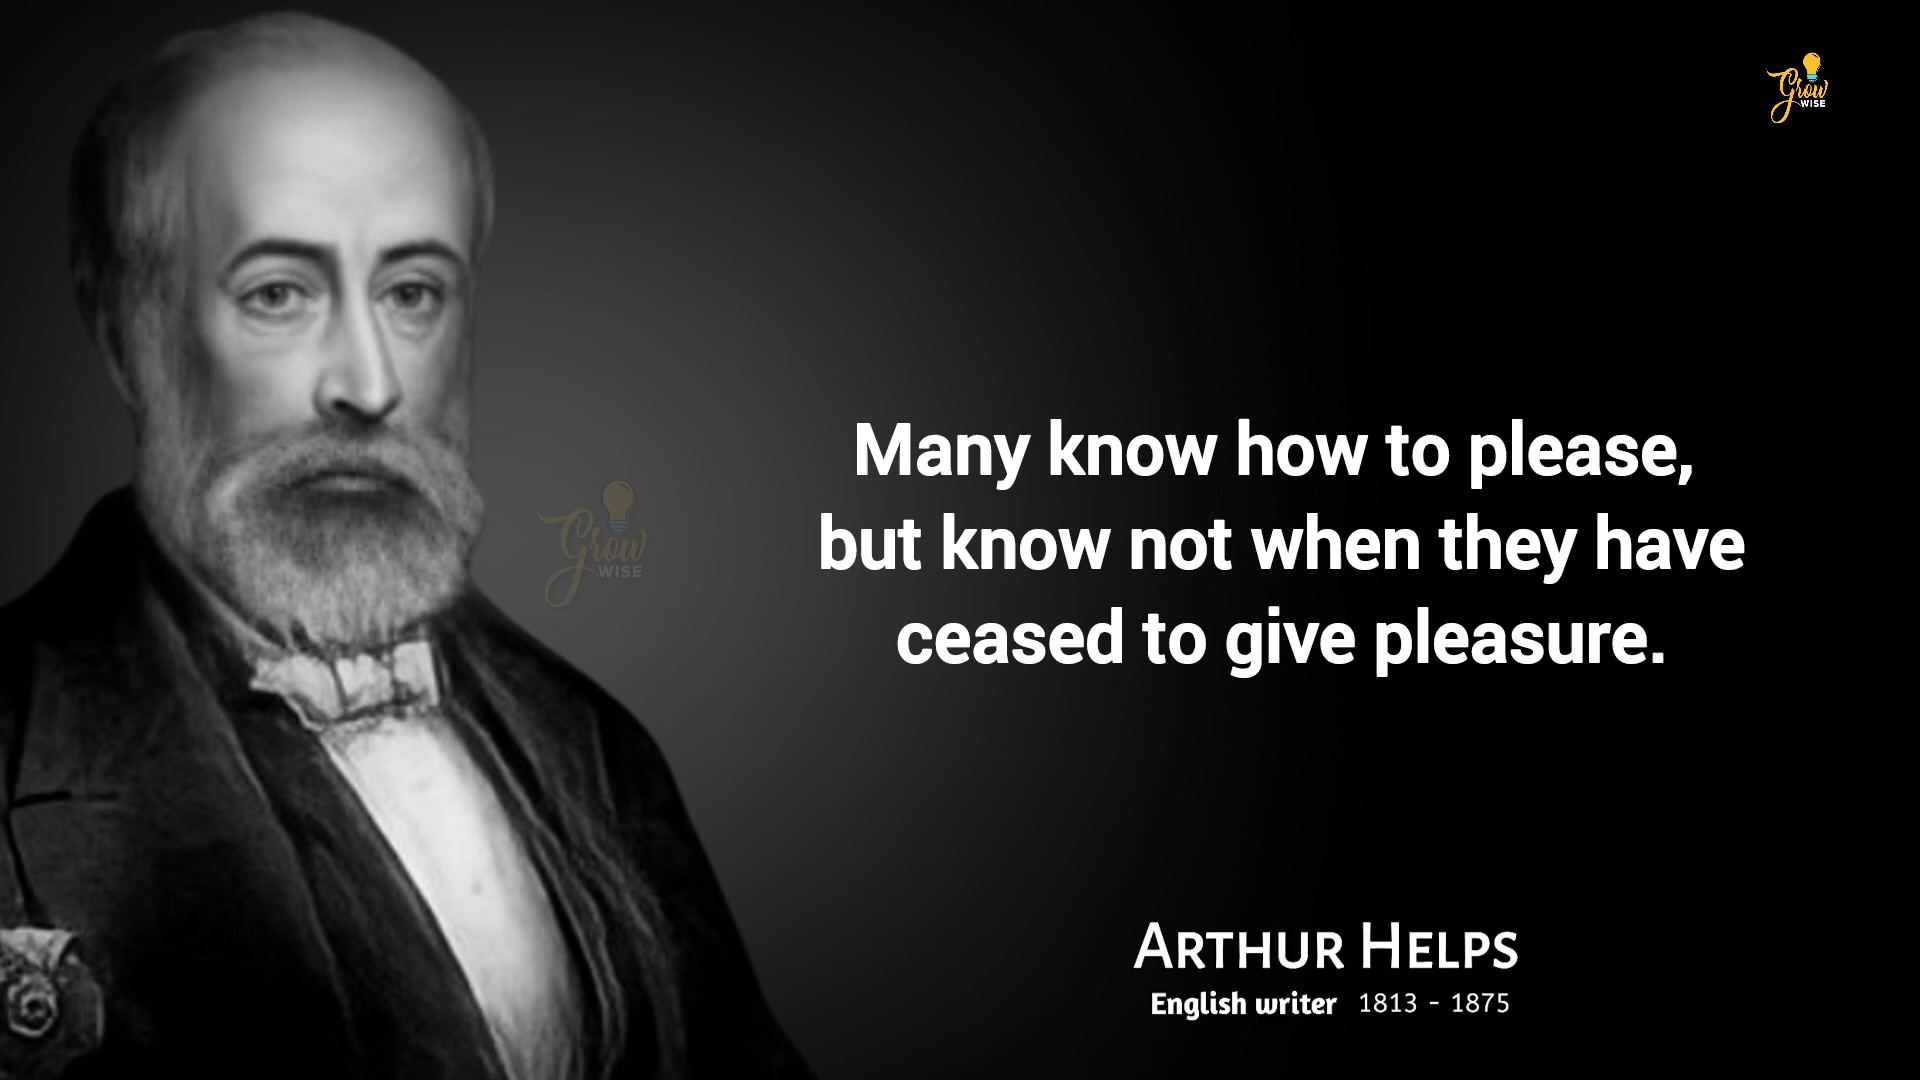 Grow
WISE
Many know how to please,
but know not when they have
ceased to give pleasure.
Grow
WISE
ARTHUR HELPS
English writer 1813 - 1875